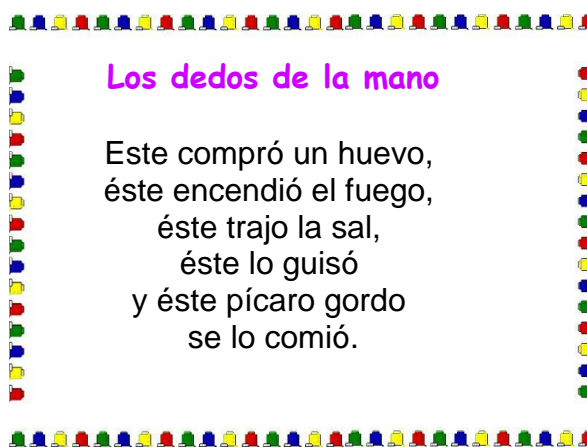 Los dedos de la mano
Este compró un huevo,
éste encendió el fuego,
éste trajo la sal,
éste lo guisó
y éste pícaro gordo
se lo comió.